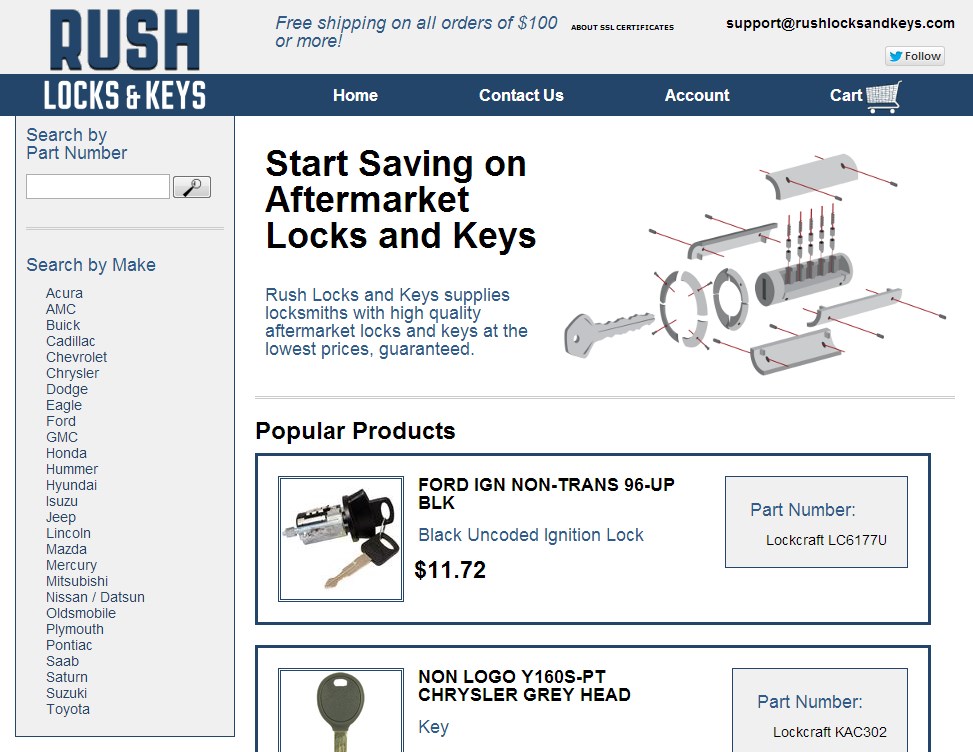 RUSH
LOCKS & KEYS
Free shipping on all orders of $100
or more!
ABOUT SSL CERTIFICATES
support@rushlocksandkeys.com
Follow
Home
Contact Us
Account
Cart
Search by
Part Number
Search by Make
Acura
AMC
Buick
Cadillac
Chevrolet
Chrysler
Dodge
Eagle
Ford
GMC
Honda
Hummer
Hyundai
Isuzu
Jeep
Lincoln
Mazda
Mercury
Mitsubishi
Nissan / Datsun
Oldsmobile
Plymouth
Pontiac
Saab
Saturn
Suzuki
Toyota
Start Saving on
Aftermarket
Locks and Keys
Rush Locks and Keys supplies
locksmiths with high quality
aftermarket locks and keys at the
lowest prices, guaranteed.
Popular Products
FORD IGN NON-TRANS 96-UP
BLK
Black Uncoded Ignition Lock
$11.72
Part Number:
Lockcraft LC6177U
NON LOGO Y160S-PT
CHRYSLER GREY HEAD
Key
Part Number:
Lockcraft KAC302